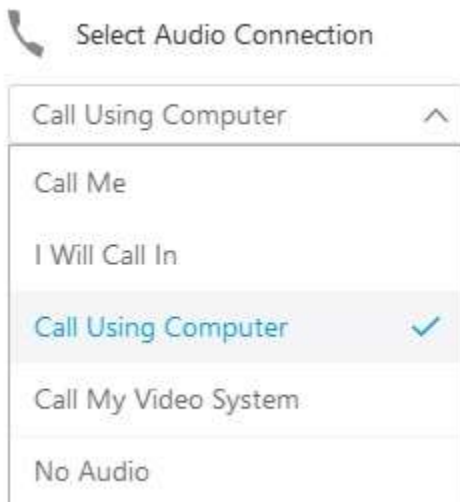 Select Audio Connection
Call Using Computer
Call Me
I Will Call In
Call Using Computer
Call My Video System
No Audio